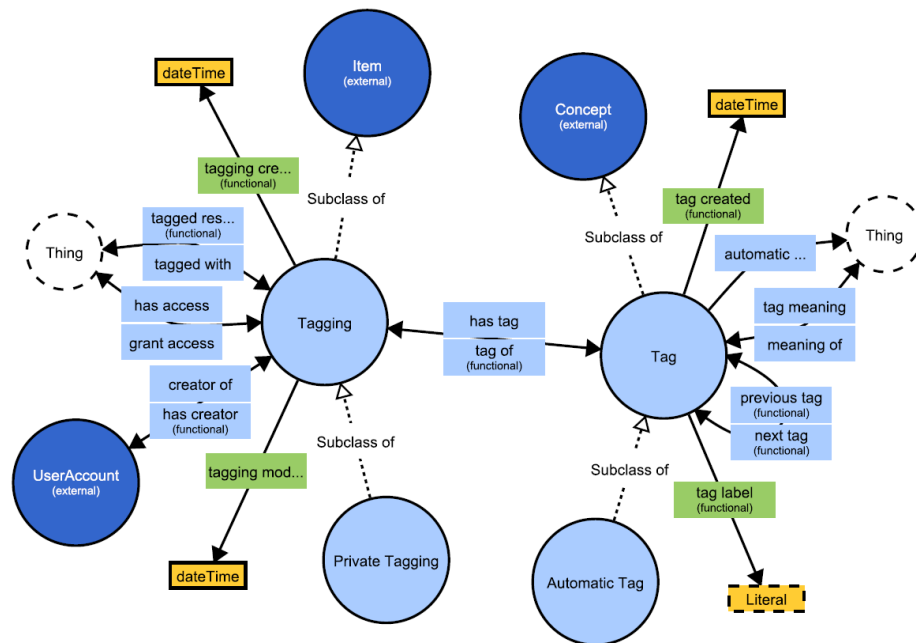 Item
(external)
dateTime
Concept
(external)
dateTime
tagging cre...
(functional)
Subclass of
tag created
(functional)
tagged res...
(functional)
Thing
tagged with
Subclass of
automatic ...
Thing
has access
grant access
Tagging
has tag
tag of
(functional)
Tag
tag meaning
meaning of
creator of
has creator
(functional)
previous tag
(functional)
next tag
(functional)
Subclass of
UserAccount
(external)
tagging mod...
Subclass of
tag label
(functional)
Private Tagging
dateTime
Automatic Tag
Literal